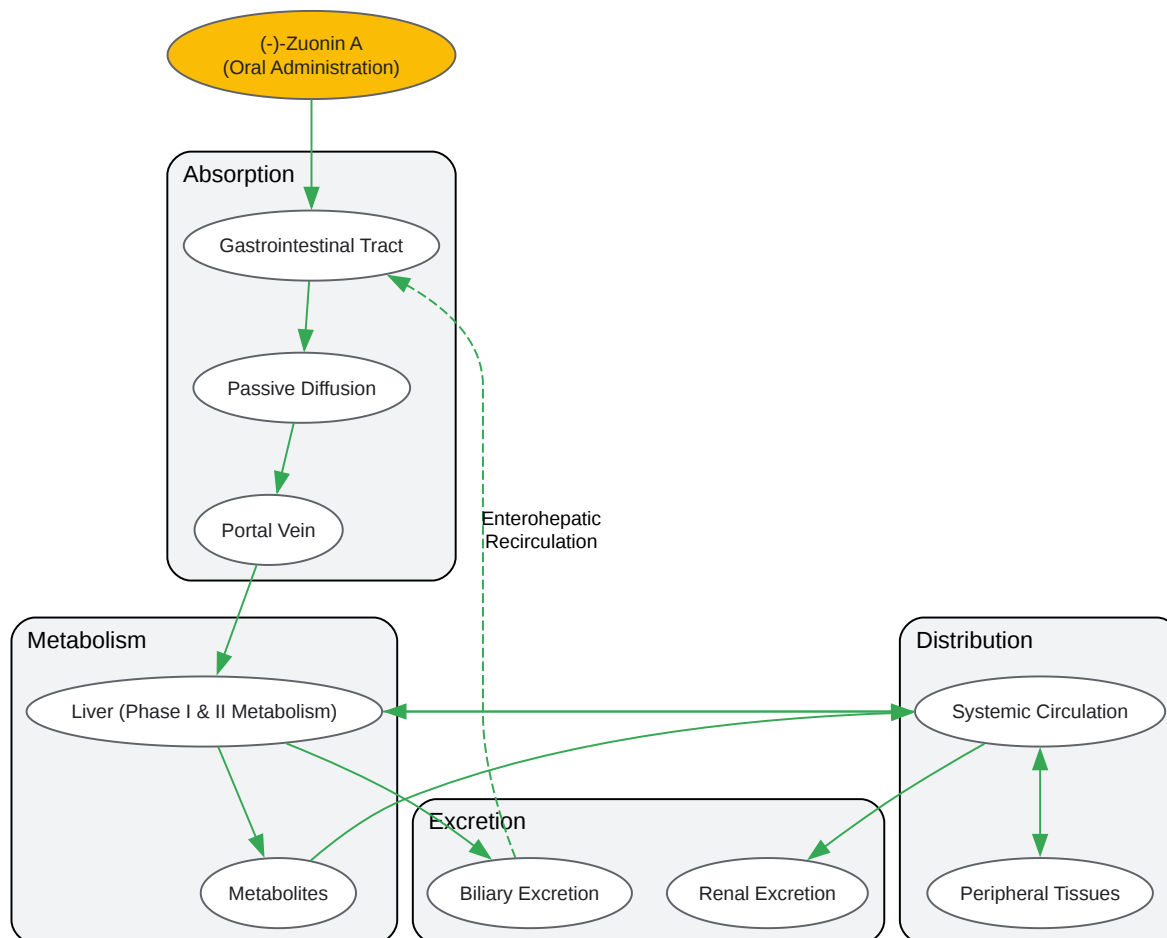 (-)-Zuonin A
(Oral Administration)
Absorption
Gastrointestinal Tract
Passive Diffusion
Portal Vein
Enterohepatic
Recirculation
Metabolism
Liver (Phase I & II Metabolism)
Metabolites
Distribution
Systemic Circulation
Peripheral Tissues
Excretion
Biliary Excretion
Renal Excretion